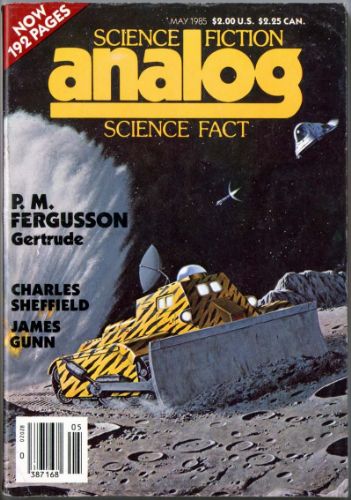 NOW
192 PAGES
MAY 1985 $2.00 U.S. $2.25 CAN.
SCIENCE FICTION
analog
SCIENCE FACT
P. M.
FERGUSSON
Gertrude
CHARLES
SHEFFIELD
JAMES
GUNN
05
0 02028
387168